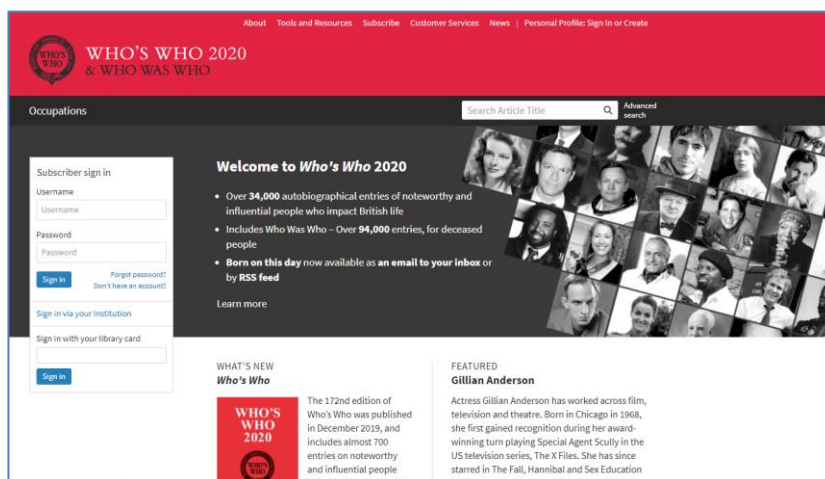 About Tools and Resources Subscribe Customer Services News | Personal Profile: Sign In or Create
WHO'S WHO
WHO'S WHO 2020
& WHO WAS WHO
Occupations
Search Article Title
Advanced search
Subscriber sign in
Username
Username
Password
Password
Sign in
Forgot password?
Don't have an account?
Sign in via your Institution
Sign in with your library card
Sign in
Welcome to Who's Who 2020
• Over 34,000 autobiographical entries of noteworthy and
influential people who impact British life
• Includes Who Was Who – Over 94,000 entries, for deceased
people
• Born on this day now available as an email to your inbox or
by RSS feed
Learn more
WHAT'S NEW
Who's Who
WHO'S
WHO
2020
WHO'S WHO
The 172nd edition of
Who's Who was published
in December 2019, and
includes almost 700
entries on noteworthy
and influential people
FEATURED
Gillian Anderson
Actress Gillian Anderson has worked across film,
television and theatre. Born in Chicago in 1968,
she first gained recognition during her award-
winning turn playing Special Agent Scully in the
US television series, The X Files. She has since
starred in The Fall, Hannibal and Sex Education